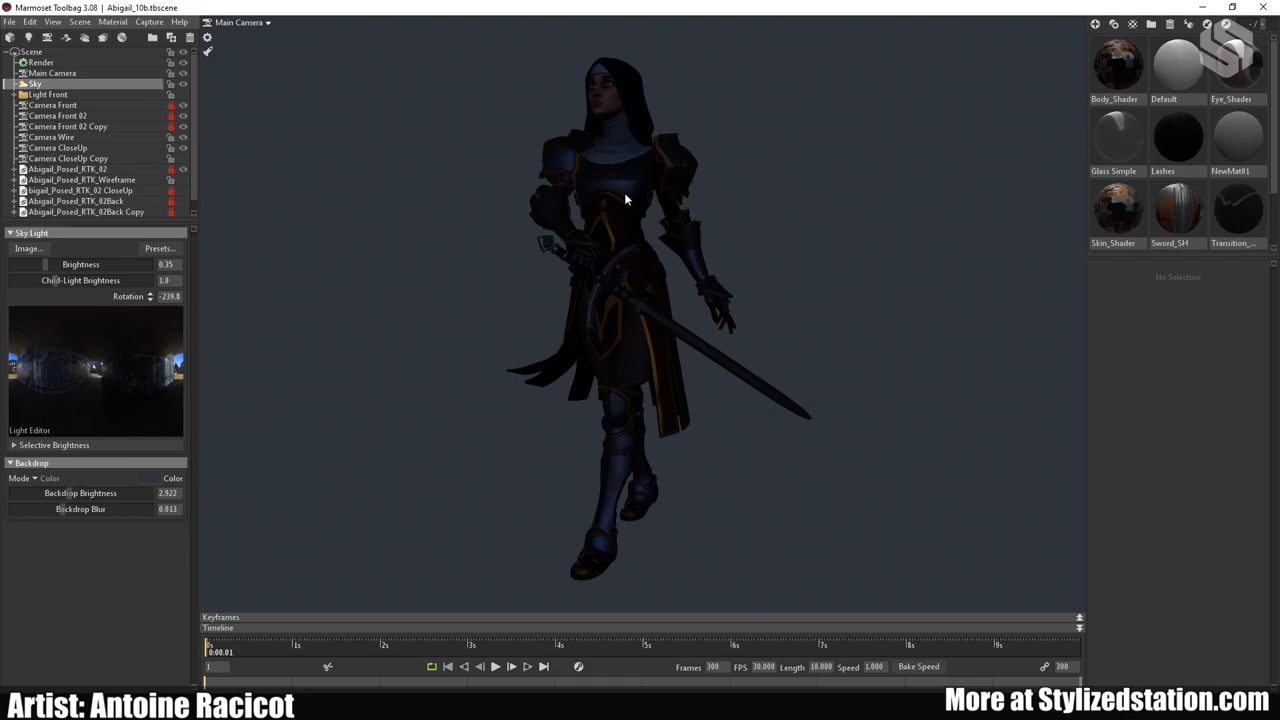 Marmoset Toolbag 3.08 | Abigail_10b.tbscene
File Edit View Scene Material Capture Help
Main Camera
Scene
Render
Main Camera
Sky
Light Front
Camera Front
Camera Front 02
Camera Front 02 Copy
Camera Wire
Camera CloseUp
Camera CloseUp Copy
Abigail_Posed_RTK_02
Abigail_Posed_RTK_Wireframe
bigail_Posed_RTK_02 CloseUp
Abigail_Posed_RTK_02Back
Abigail_Posed_RTK_02Back Copy
Sky Light
Image... Presets...
Brightness 0.35
Child-Light Brightness 1.0
Rotation -239.8
Light Editor
Selective Brightness
Backdrop
Mode Color Color
Backdrop Brightness 2.922
Backdrop Blur 0.013
Body_Shader Default Eye_Shader
Glass Simple Lashes NewMat01
Skin_Shader Sword_SH Transition_...
No Selection
Keyframes
Timeline
0s 1s 2s 3s 4s 5s 6s 7s 8s 9s
0:00.01
1 Frames 300 FPS 30.000 Length 10.000 Speed 1.000 Bake Speed 300
Artist: Antoine Racicot
More at Stylizedstation.com